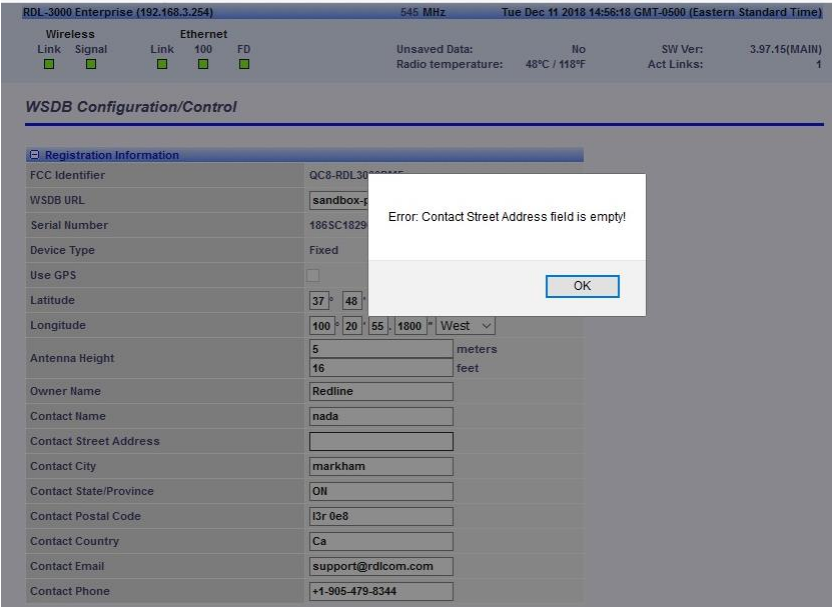 RDL-3000 Enterprise (192.168.3.254) 545 MHz Tue Dec 11 2018 14:56:18 GMT-0500 (Eastern Standard Time)
Wireless Ethernet
Link Signal Link 100 FD Unsaved Data: No SW Ver: 3.97.15(MAIN)
Radio temperature: 48°C / 118°F Act Links: 1
WSDB Configuration/Control
Registration Information
FCC Identifier
WSDB URL sandbox-p
Serial Number 186SC1829
Device Type Fixed
Use GPS
Latitude 37 ° 48 '
Longitude 100 ° 20 ' 55 . 1800 " West
Antenna Height 5 meters
16 feet
Owner Name Redline
Contact Name nada
Contact Street Address
Contact City markham
Contact State/Province ON
Contact Postal Code l3r 0e8
Contact Country Ca
Contact Email support@rdlcom.com
Contact Phone +1-905-479-8344
Error: Contact Street Address field is empty!
OK